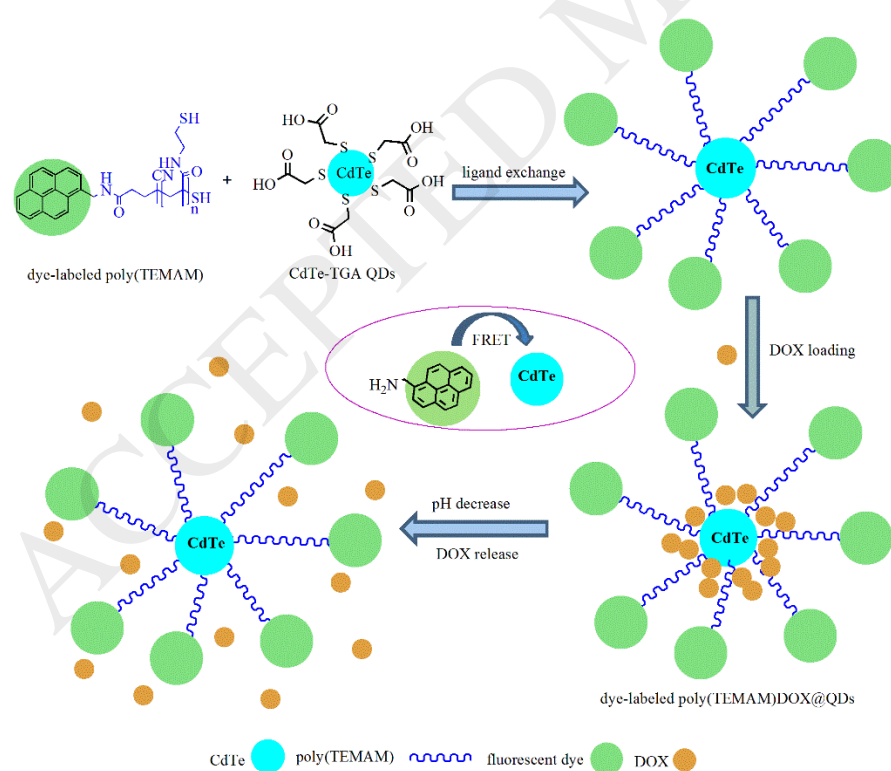 ACCEPTED M
SH
HN
CN
O
N
H
O
n
SH
dye-labeled poly(TEMAM)
+
HO
O
O
OH
S
S
O
HO
S
CdTe
S
S
O
OH
O
OH
CdTe-TGA QDs
ligand exchange
CdTe
FRET
H2N
CdTe
DOX loading
CdTe
pH decrease
DOX release
CdTe
dye-labeled poly(TEMAM)DOX@QDs
CdTe poly(TEMAM) fluorescent dye DOX